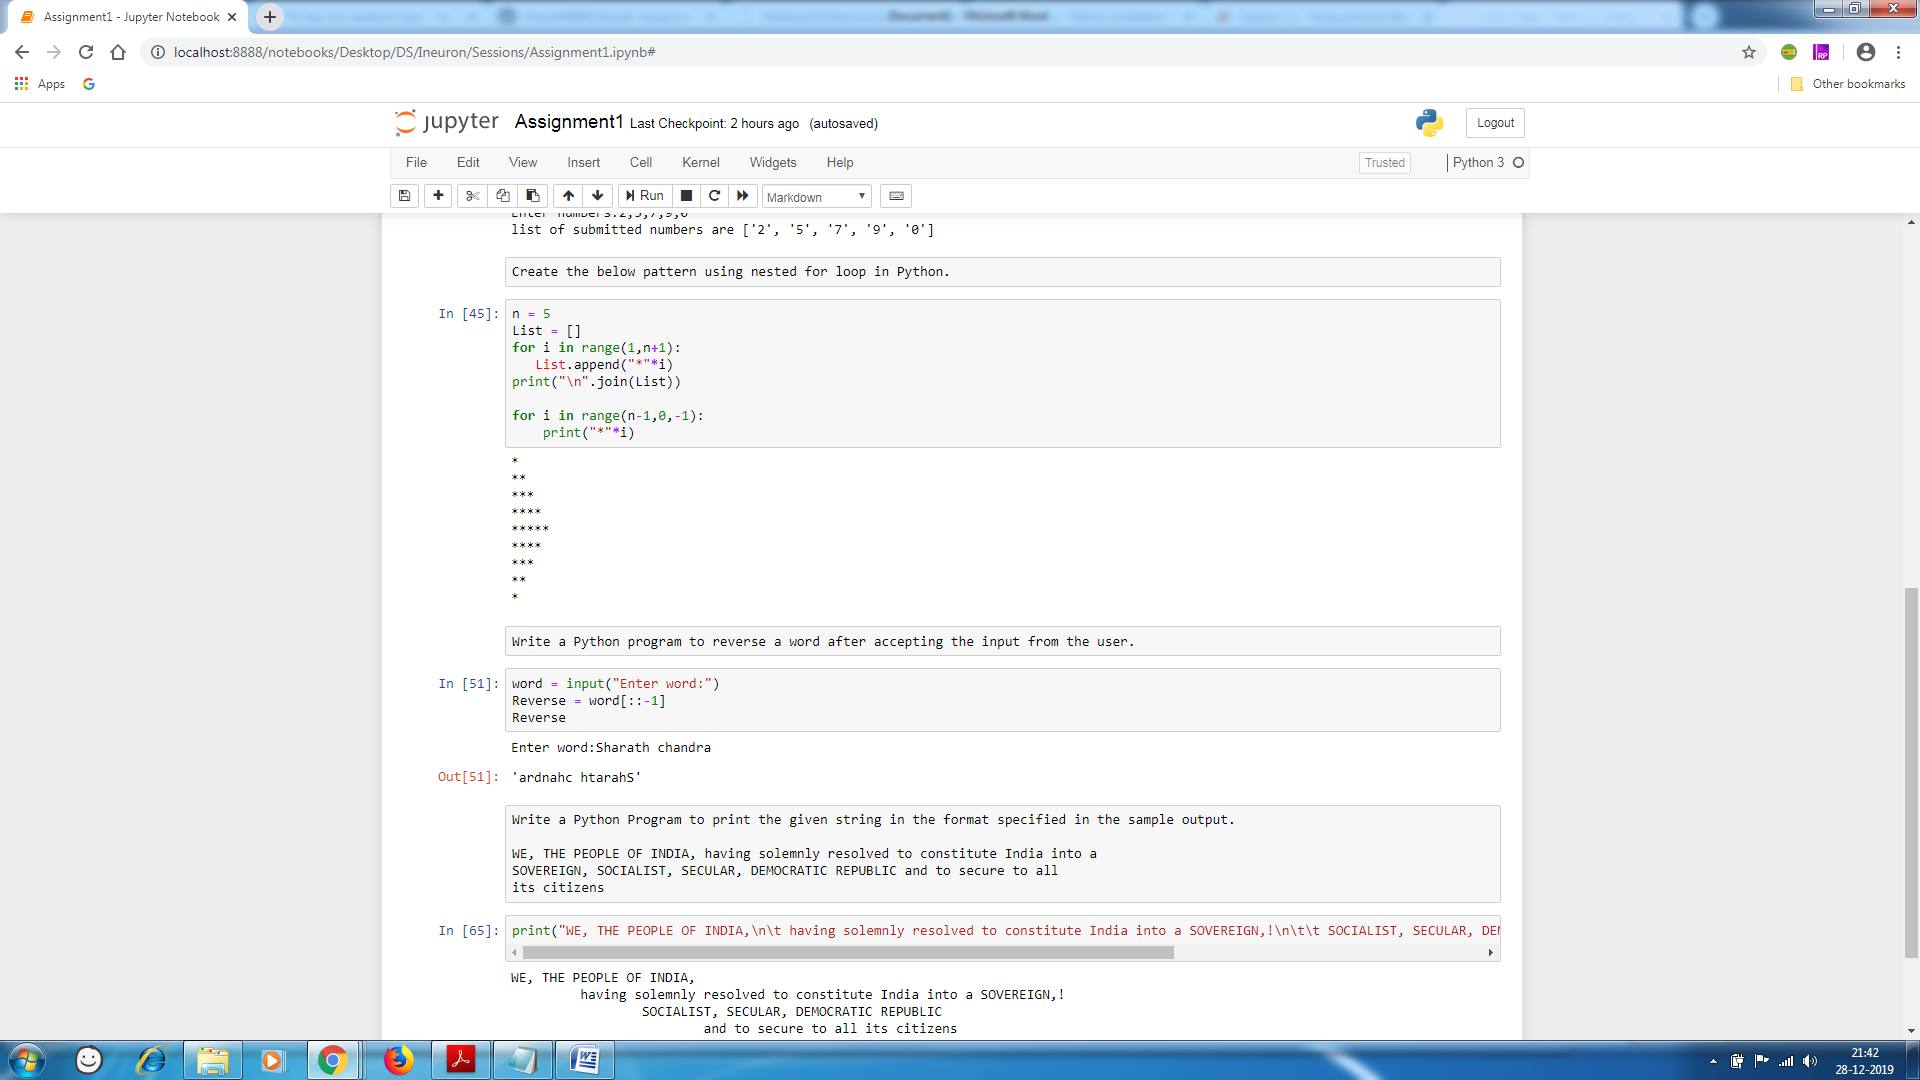 Assignment1 - Jupyter Notebook
localhost:8888/notebooks/Desktop/DS/Ineuron/Sessions/Assignment1.ipynb#
Apps
Other bookmarks
jupyter Assignment1 Last Checkpoint: 2 hours ago (autosaved)
Logout
File Edit View Insert Cell Kernel Widgets Help
Trusted
Python 3
Run
Markdown
list of submitted numbers are ['2', '5', '7', '9', '0']
Create the below pattern using nested for loop in Python.
In [45]:
n = 5
List = []
for i in range(1,n+1):
   List.append("*"*i)
print("\n".join(List))

for i in range(n-1,0,-1):
    print("*"*i)
*
**
***
****
*****
****
***
**
*
Write a Python program to reverse a word after accepting the input from the user.
In [51]:
word = input("Enter word:")
Reverse = word[::-1]
Reverse
Enter word:Sharath chandra
Out[51]: 'ardnahc htarahS'
Write a Python Program to print the given string in the format specified in the sample output.
WE, THE PEOPLE OF INDIA, having solemnly resolved to constitute India into a
SOVEREIGN, SOCIALIST, SECULAR, DEMOCRATIC REPUBLIC and to secure to all
its citizens
In [65]:
print("WE, THE PEOPLE OF INDIA,\n\t having solemnly resolved to constitute India into a SOVEREIGN,!\n\t\t SOCIALIST, SECULAR,
WE, THE PEOPLE OF INDIA,
         having solemnly resolved to constitute India into a SOVEREIGN,!
                 SOCIALIST, SECULAR, DEMOCRATIC REPUBLIC
                         and to secure to all its citizens
21:42
28-12-2019